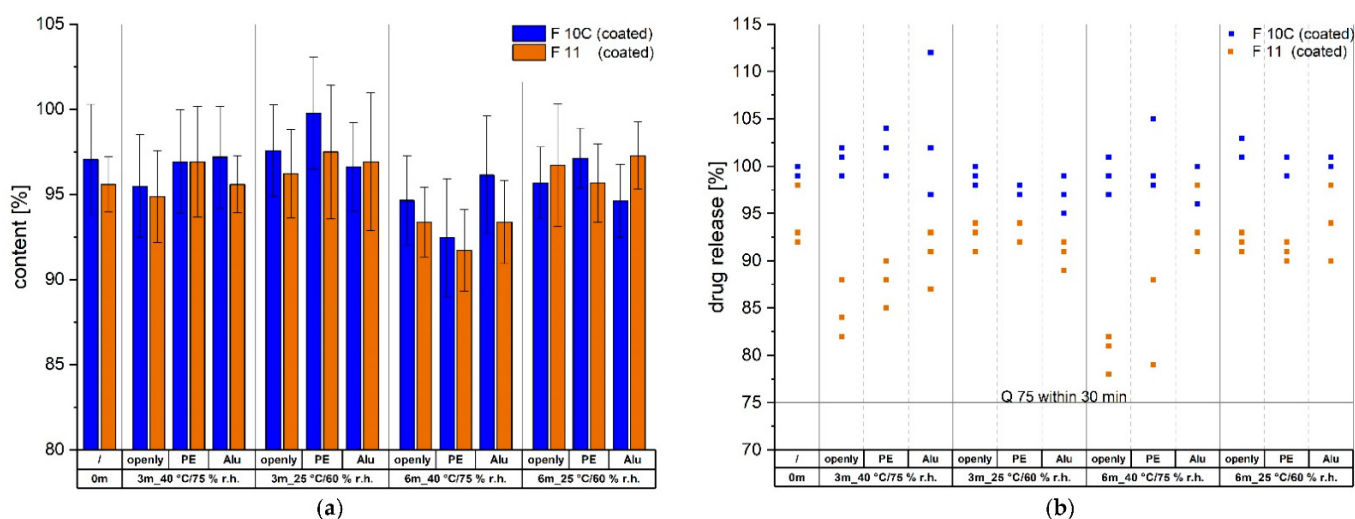 105
100
95
90
85
80
content [%]
F 10C (coated)
F 11 (coated)
/ openly PE Alu openly PE Alu openly PE Alu openly PE Alu
0m 3m_40 °C/75 % r.h. 3m_25 °C/60 % r.h. 6m_40 °C/75 % r.h. 6m_25 °C/60 % r.h.
(a)
115
110
105
100
95
90
85
80
75
70
drug release [%]
F 10C (coated)
F 11 (coated)
Q 75 within 30 min
/ openly PE Alu openly PE Alu openly PE Alu openly PE Alu
0m 3m_40 °C/75 % r.h. 3m_25 °C/60 % r.h. 6m_40 °C/75 % r.h. 6m_25 °C/60 % r.h.
(b)